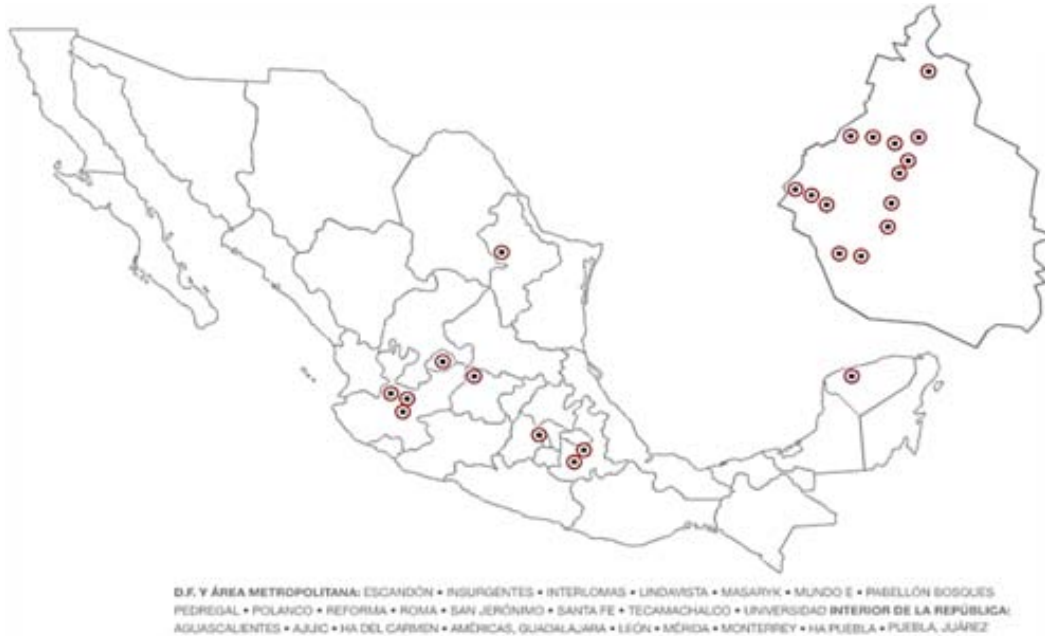 D.F. Y ÁREA METROPOLITANA: ESCANDÓN • INSURGENTES • INTERLOMAS • LINDAVISTA • MASARYK • MUNDO E • PABELLÓN BOSQUES
PEDREGAL • POLANCO • REFORMA • ROMA • SAN JERÓNIMO • SANTA FE • TECAMACHALCO • UNIVERSIDAD INTERIOR DE LA REPÚBLICA:
AGUASCALIENTES • AJIJIC • HA DEL CARMEN • AMÉRICAS, GUADALAJARA • LEÓN • MÉRIDA • MONTERREY • HA PUEBLA • PUEBLA, JUÁREZ